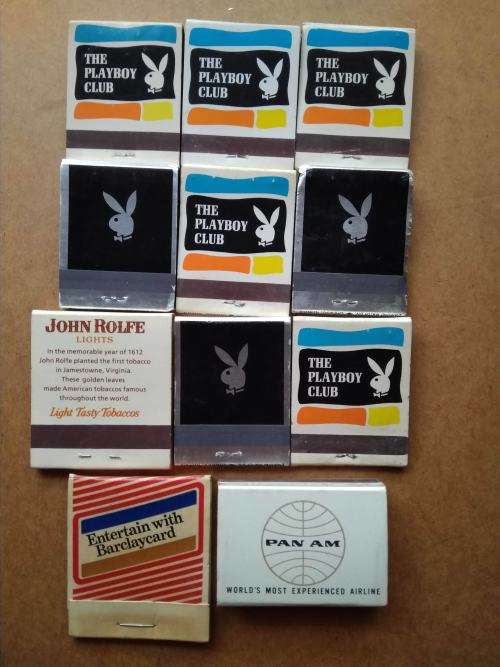 THE
PLAYBOY
CLUB
THE
PLAYBOY
CLUB
THE
PLAYBOY
CLUB
THE
PLAYBOY
CLUB
JOHN ROLFE
LIGHTS
In the memorable year of 1612
John Rolfe planted the first tobacco
in Jamestowne, Virginia.
These golden leaves
made American tobaccos famous
throughout the world.
Light Tasty Tobaccos
THE
PLAYBOY
CLUB
Entertain with
Barclaycard
PAN AM
WORLD'S MOST EXPERIENCED AIRLINE